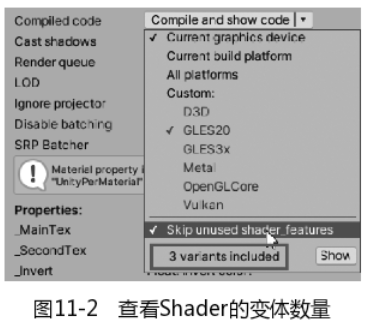 Compiled code
Compile and show code
Cast shadows
✓ Current graphics device
Render queue
Current build platform
LOD
All platforms
Ignore projector
Custom:
D3D
Disable batching
✓ GLES20
SRP Batcher
GLES3x
Material property i
Metal
"UnityPerMaterial"
OpenGLCore
Vulkan
Properties:
_MainTex
✓ Skip unused shader_features
_SecondTex
3 variants included
Show
_Invert
图11-2 查看Shader的变体数量